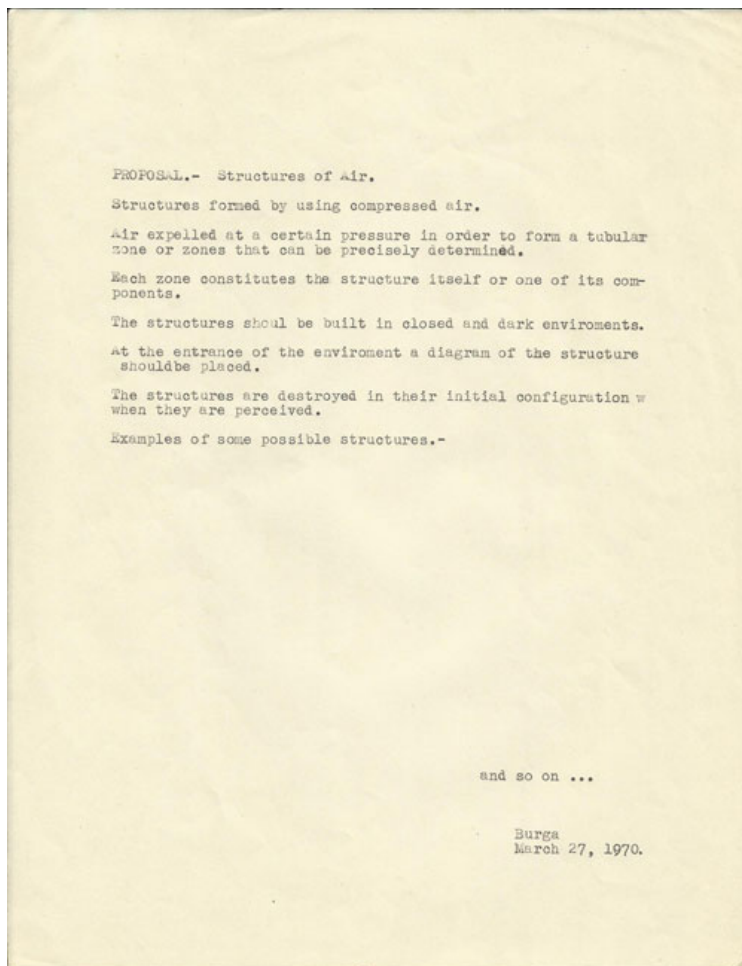 PROPOSAL.- Structures of Air.
Structures formed by using compressed air.
Air expelled at a certain pressure in order to form a tubular
zone or zones that can be precisely determined.
Each zone constitutes the structure itself or one of its com-
ponents.
The structures shoul be built in closed and dark enviroments.
At the entrance of the enviroment a diagram of the structure
shouldbe placed.
The structures are destroyed in their initial configuration w
when they are perceived.
Examples of some possible structures.-
and so on ...
Burga
March 27, 1970.